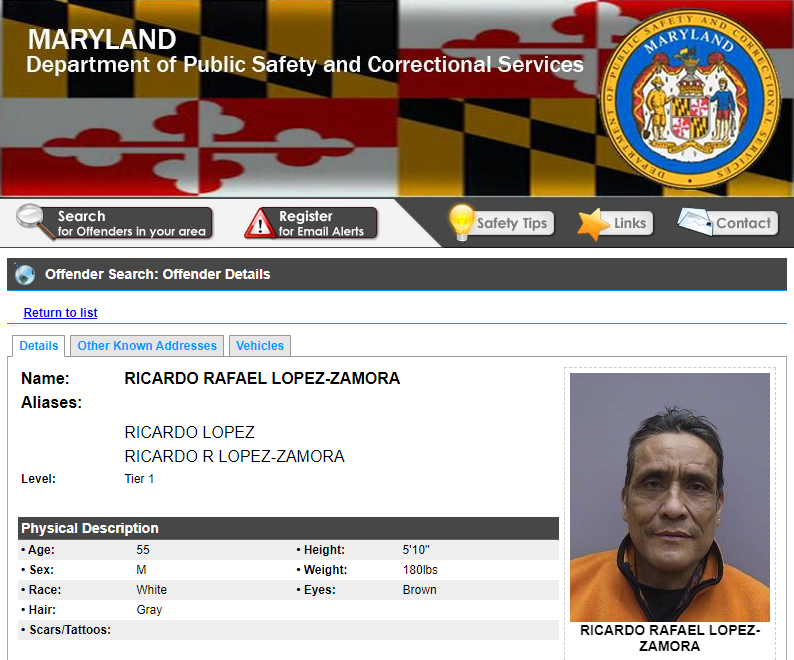 MARYLAND
Department of Public Safety and Correctional Services
DEPARTMENT OF PUBLIC SAFETY AND CORRECTIONAL SERVICES
MARYLAND
Search
for Offenders in your area
Register
for Email Alerts
Safety Tips
Links
Contact
Offender Search: Offender Details
Return to list
Details Other Known Addresses Vehicles
Name: RICARDO RAFAEL LOPEZ-ZAMORA
Aliases:
RICARDO LOPEZ
RICARDO R LOPEZ-ZAMORA
Level: Tier 1
Physical Description
• Age: 55 • Height: 5'10"
• Sex: M • Weight: 180lbs
• Race: White • Eyes: Brown
• Hair: Gray
• Scars/Tattoos:
RICARDO RAFAEL LOPEZ-
ZAMORA